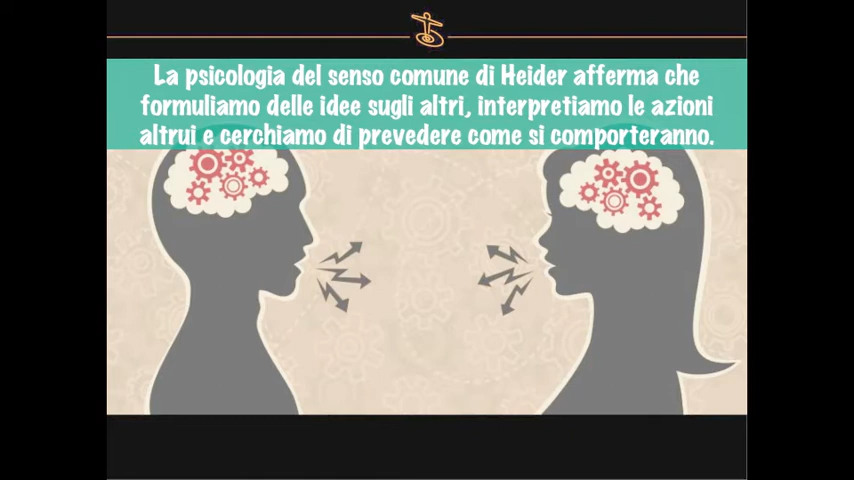 La psicologia del senso comune di Heider afferma che
formuliamo delle idee sugli altri, interpretiamo le azioni
altrui e cerchiamo di prevedere come si comporteranno.